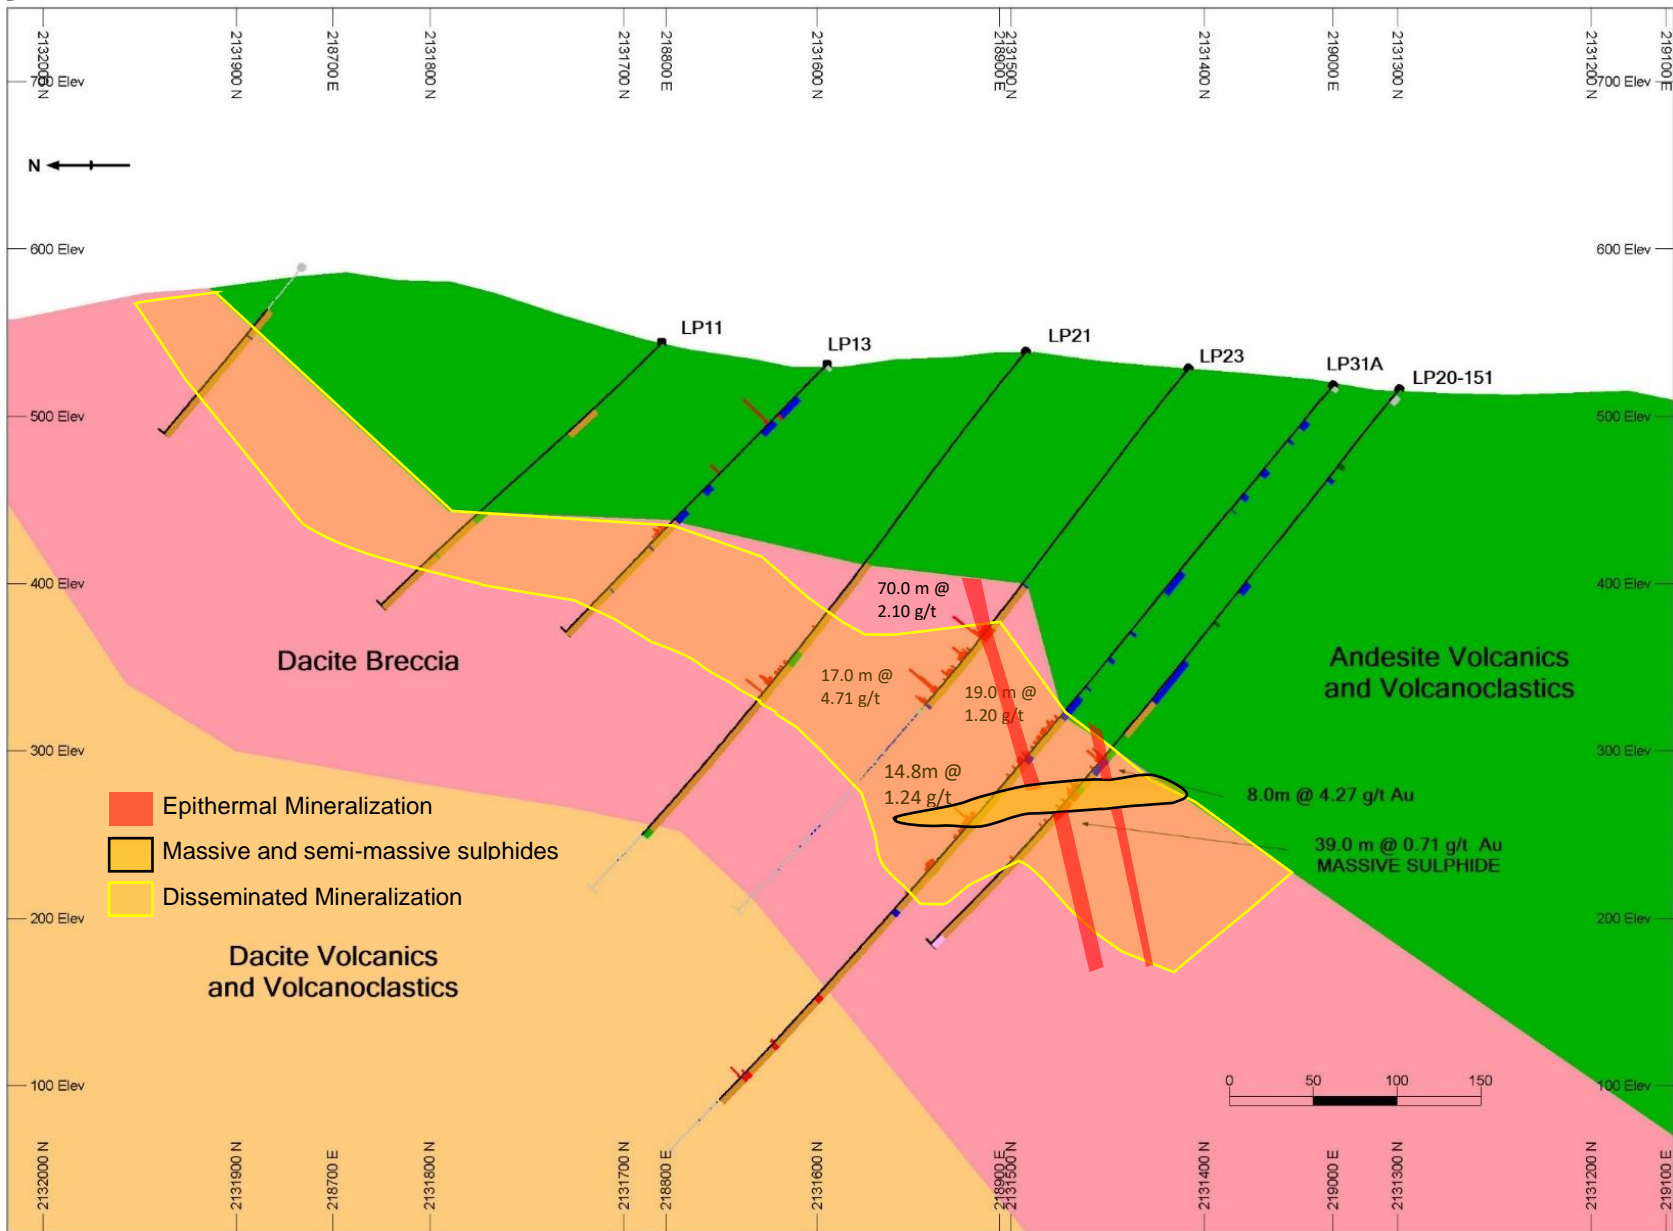 2132000 N
2131900 N
218700 E
2131800 N
2131700 N
218800 E
2131600 N
218900 E
2131500 N
2131400 N
219000 E
2131300 N
2131200 N
219100 E
700 Elev
700 Elev
N
600 Elev
600 Elev
LP11
LP13
LP21
LP23
LP31A
LP20-151
500 Elev
500 Elev
400 Elev
400 Elev
70.0 m @
2.10 g/t
Dacite Breccia
17.0 m @
4.71 g/t
19.0 m @
1.20 g/t
Andesite Volcanics
and Volcanoclastics
300 Elev
300 Elev
14.8m @
1.24 g/t
8.0m @ 4.27 g/t Au
39.0 m @ 0.71 g/t Au
MASSIVE SULPHIDE
Epithermal Mineralization
Massive and semi-massive sulphides
Disseminated Mineralization
200 Elev
200 Elev
Dacite Volcanics
and Volcanoclastics
100 Elev
100 Elev
0 50 100 150
2132000 N
2131900 N
218700 E
2131800 N
2131700 N
218800 E
2131600 N
218900 E
2131500 N
2131400 N
219000 E
2131300 N
2131200 N
219100 E